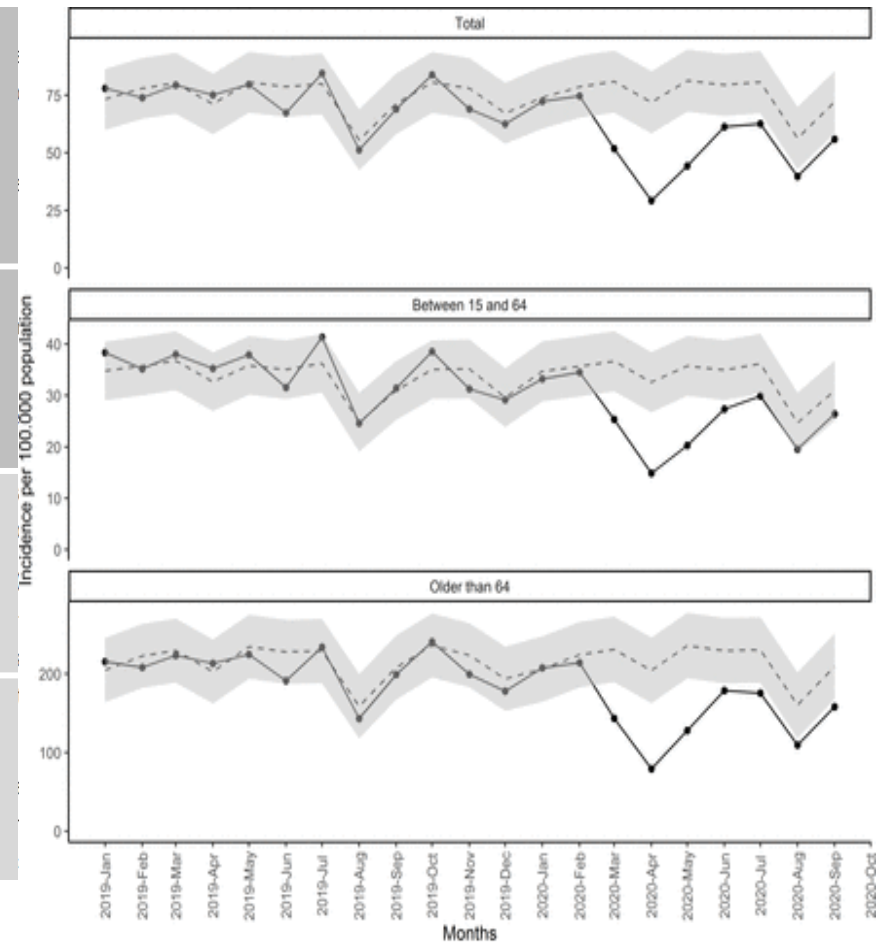 Total
75
50
25
0
Incidence per 100.000 population
Between 15 and 64
40
30
20
10
0
Older than 64
200
100
0
2019-Jan
2019-Feb
2019-Mar
2019-Apr
2019-May
2019-Jun
2019-Jul
2019-Aug
2019-Sep
2019-Oct
2019-Nov
2019-Dec
2020-Jan
2020-Feb
2020-Mar
2020-Apr
2020-May
2020-Jun
2020-Jul
2020-Aug
2020-Sep
2020-Oct
Months